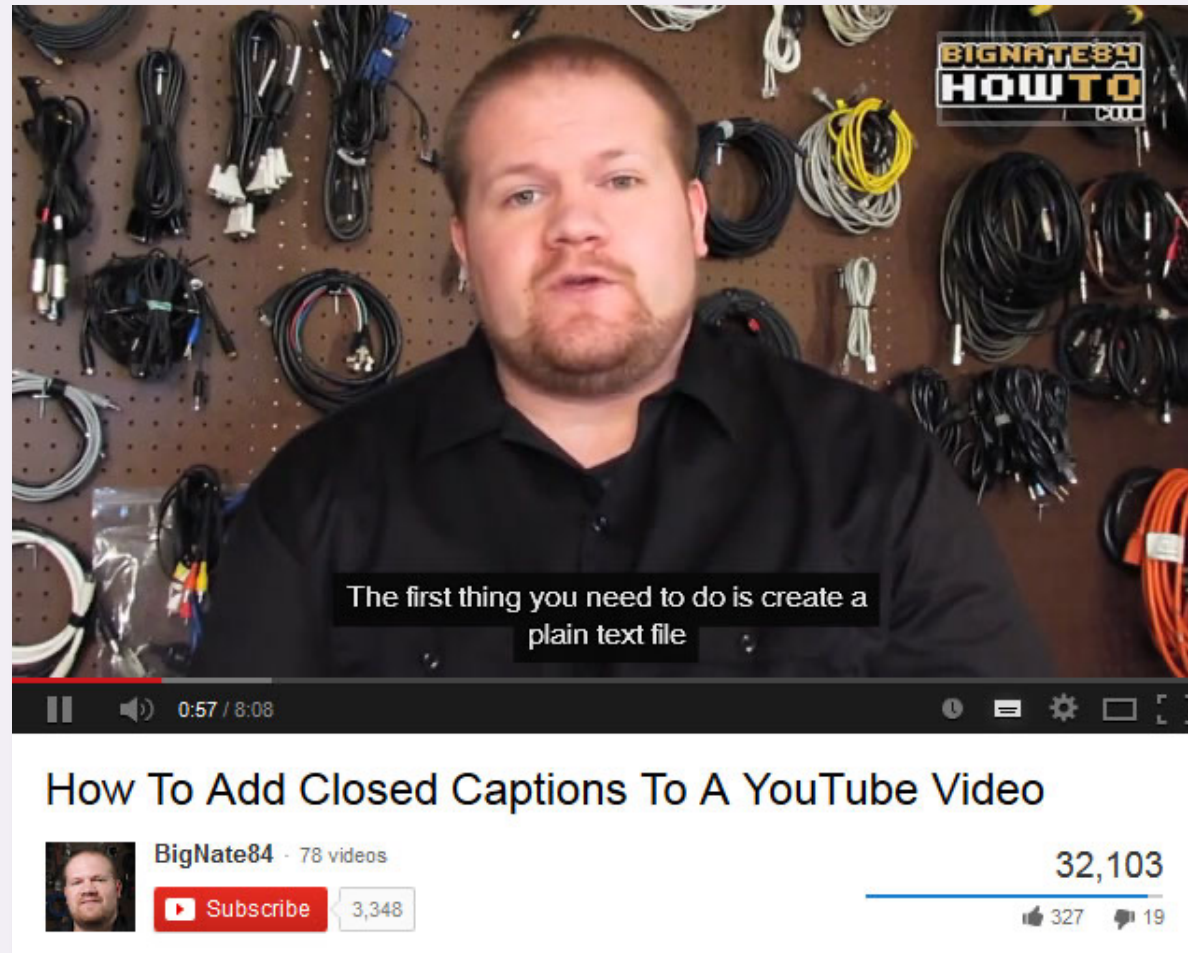 BIGNATE84
HOWTO
.COM
The first thing you need to do is create a
plain text file
0:57 / 8:08
How To Add Closed Captions To A YouTube Video
BigNate84 · 78 videos
32,103
Subscribe 3,348
327 19